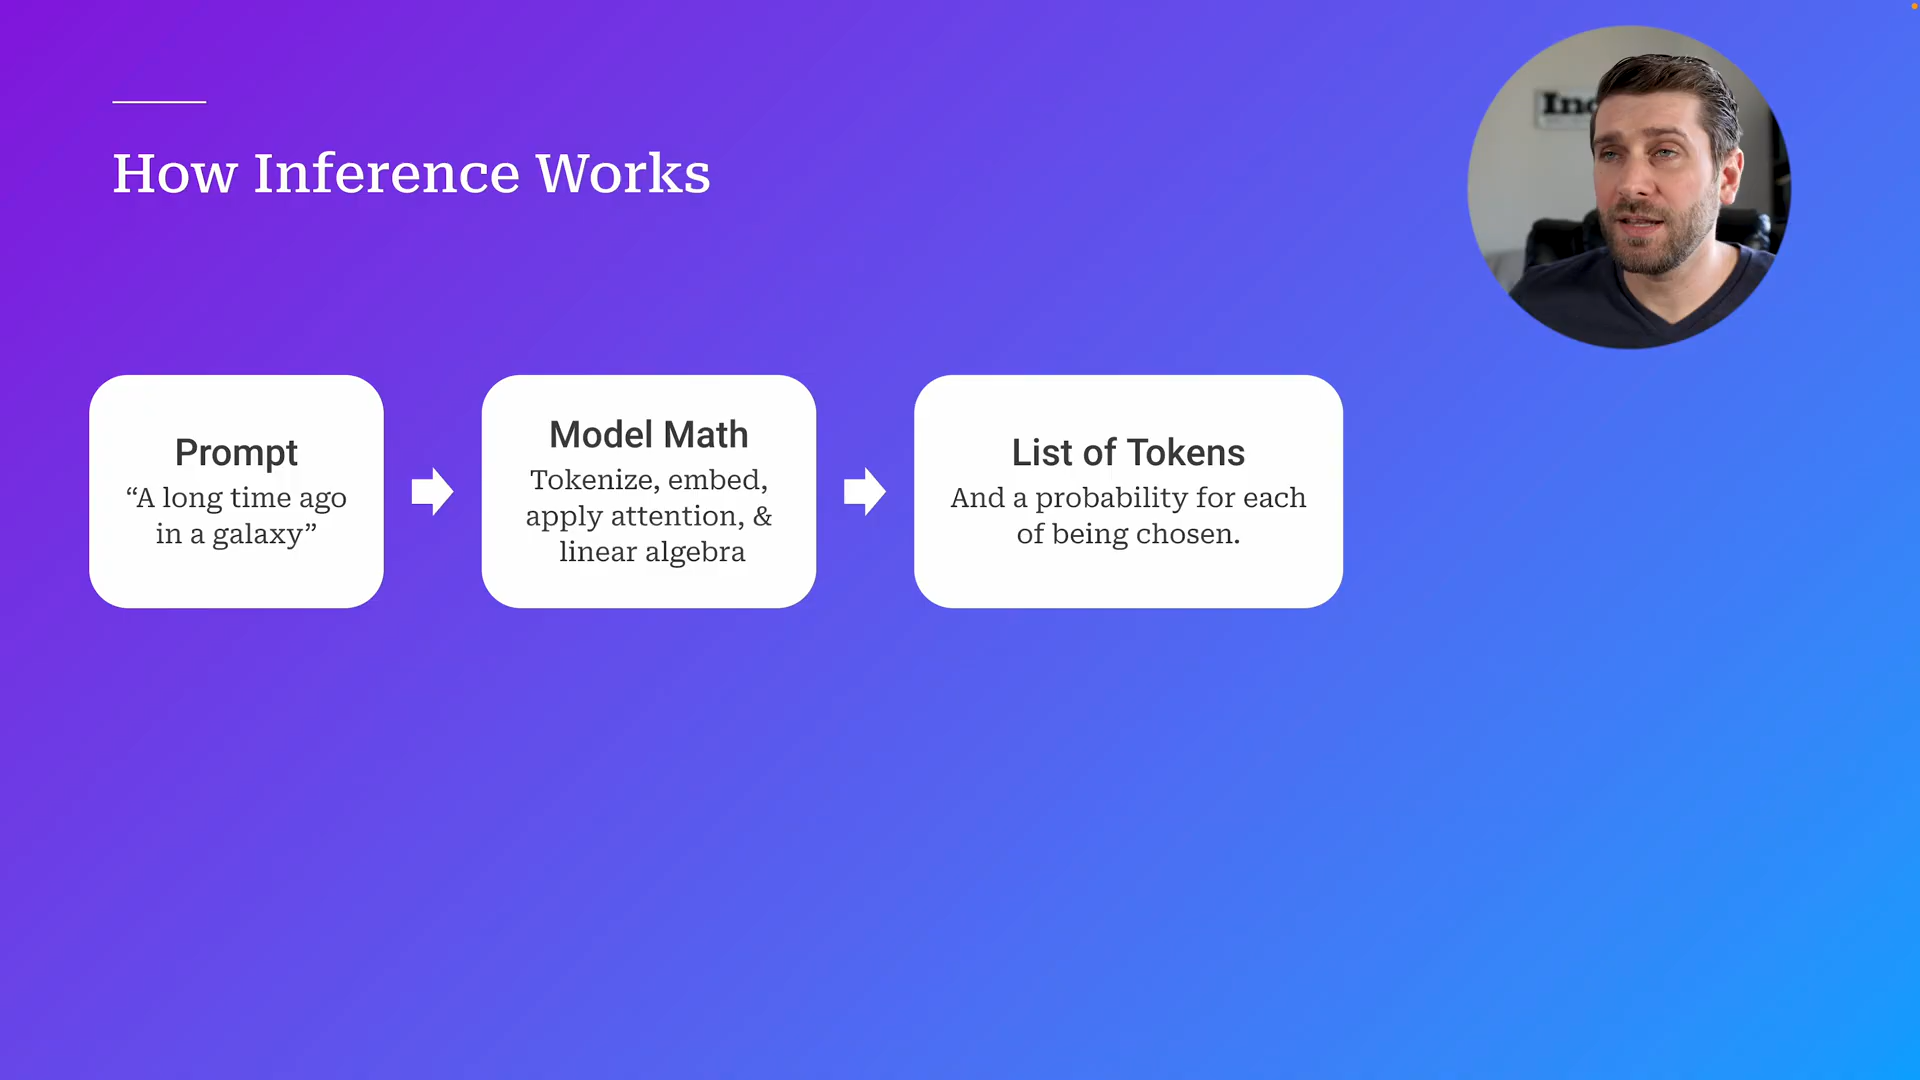 How Inference Works
Prompt
“A long time ago
in a galaxy”
Model Math
Tokenize, embed,
apply attention, &
linear algebra
List of Tokens
And a probability for each
of being chosen.